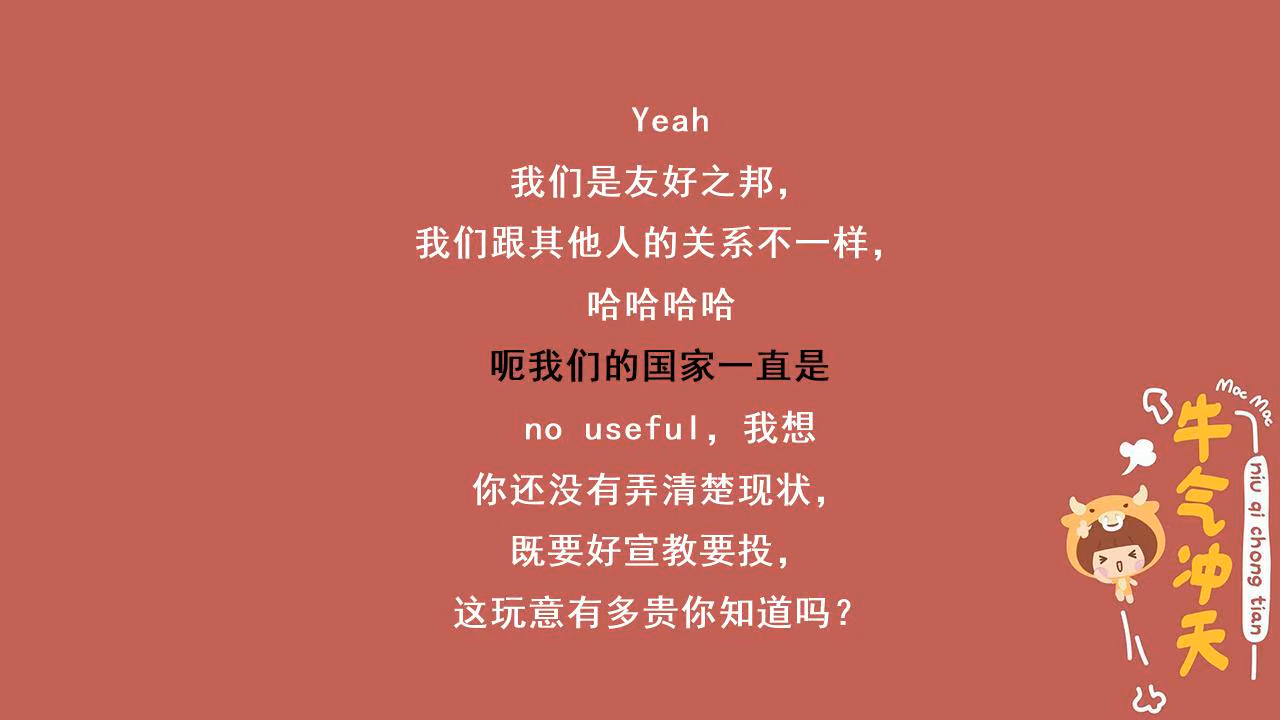 Yeah
我们是友好之邦，
我们跟其他人的关系不一样，
哈哈哈哈
呃我们的国家一直是
no useful，我想
你还没有弄清楚现状，
既要好宣教要投，
这玩意有多贵你知道吗？
Moc Moc
牛气冲天
niu qi chong tian